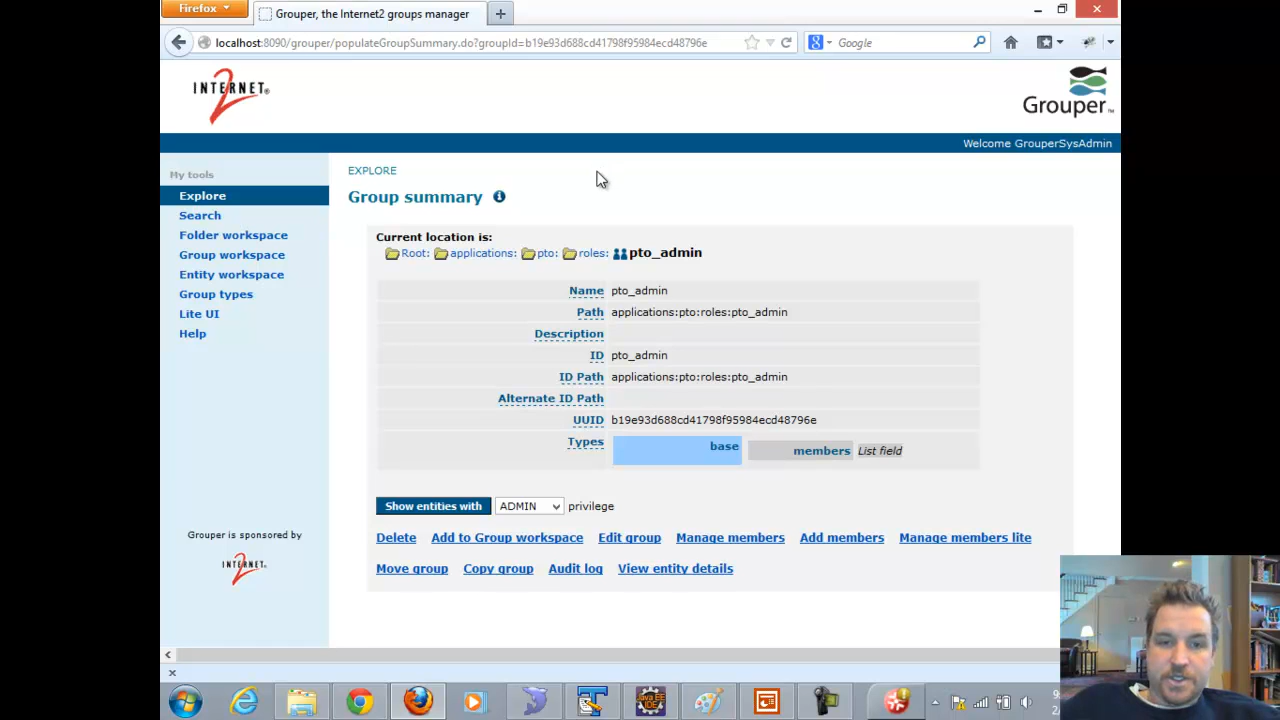 Firefox
Grouper, the Internet2 groups manager
localhost:8090/grouper/populateGroupSummary.do?groupId=b19e93d688cd41798f95984ecd48796e
Google
INTERNET 2 ®
Grouper ™
Welcome GrouperSysAdmin
My tools
Explore
Search
Folder workspace
Group workspace
Entity workspace
Group types
Lite UI
Help
Grouper is sponsored by
INTERNET 2 ®
EXPLORE
Group summary
Current location is:
Root: applications: pto: roles: pto_admin
Name pto_admin
Path applications:pto:roles:pto_admin
Description
ID pto_admin
ID Path applications:pto:roles:pto_admin
Alternate ID Path
UUID b19e93d688cd41798f95984ecd48796e
Types base members List field
Show entities with ADMIN privilege
Delete Add to Group workspace Edit group Manage members Add members Manage members lite
Move group Copy group Audit log View entity details